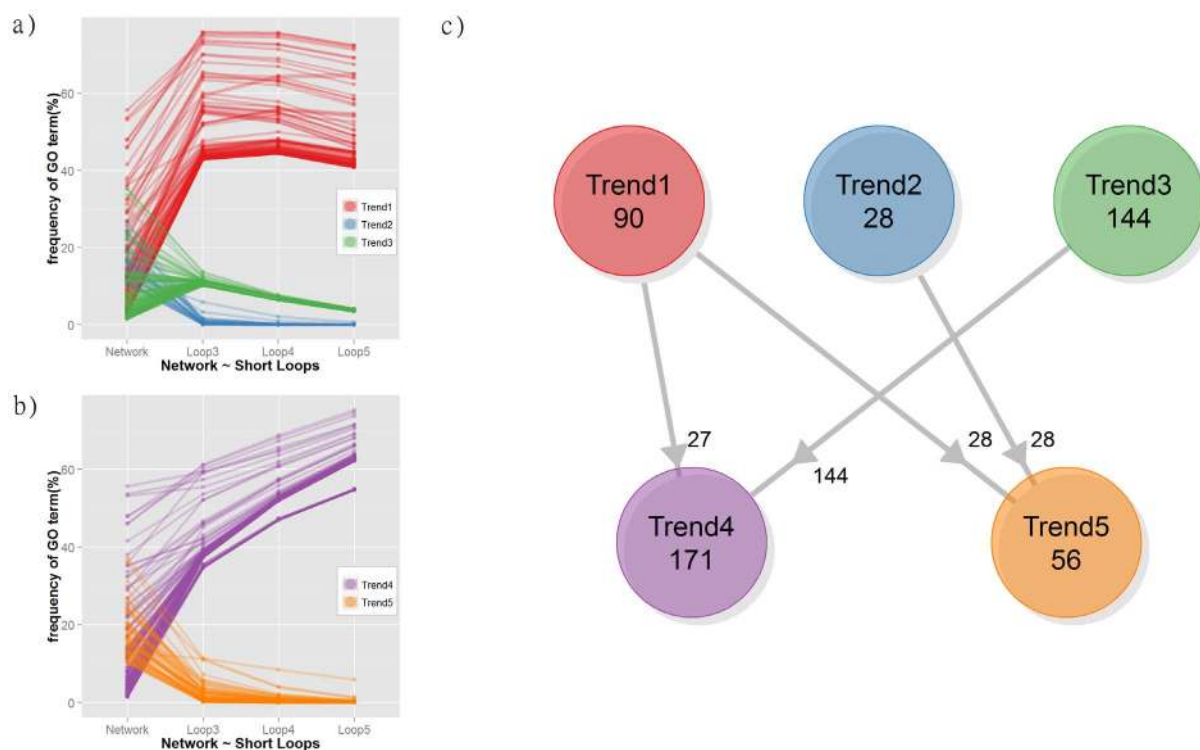 a)
frequency of GO term(%)
60
40
20
0
Trend1
Trend2
Trend3
Network Loop3 Loop4 Loop5
Network ~ Short Loops
b)
frequency of GO term(%)
60
40
20
0
Trend4
Trend5
Network Loop3 Loop4 Loop5
Network ~ Short Loops
c)
Trend1
90
Trend2
28
Trend3
144
27
144
28
28
Trend4
171
Trend5
56